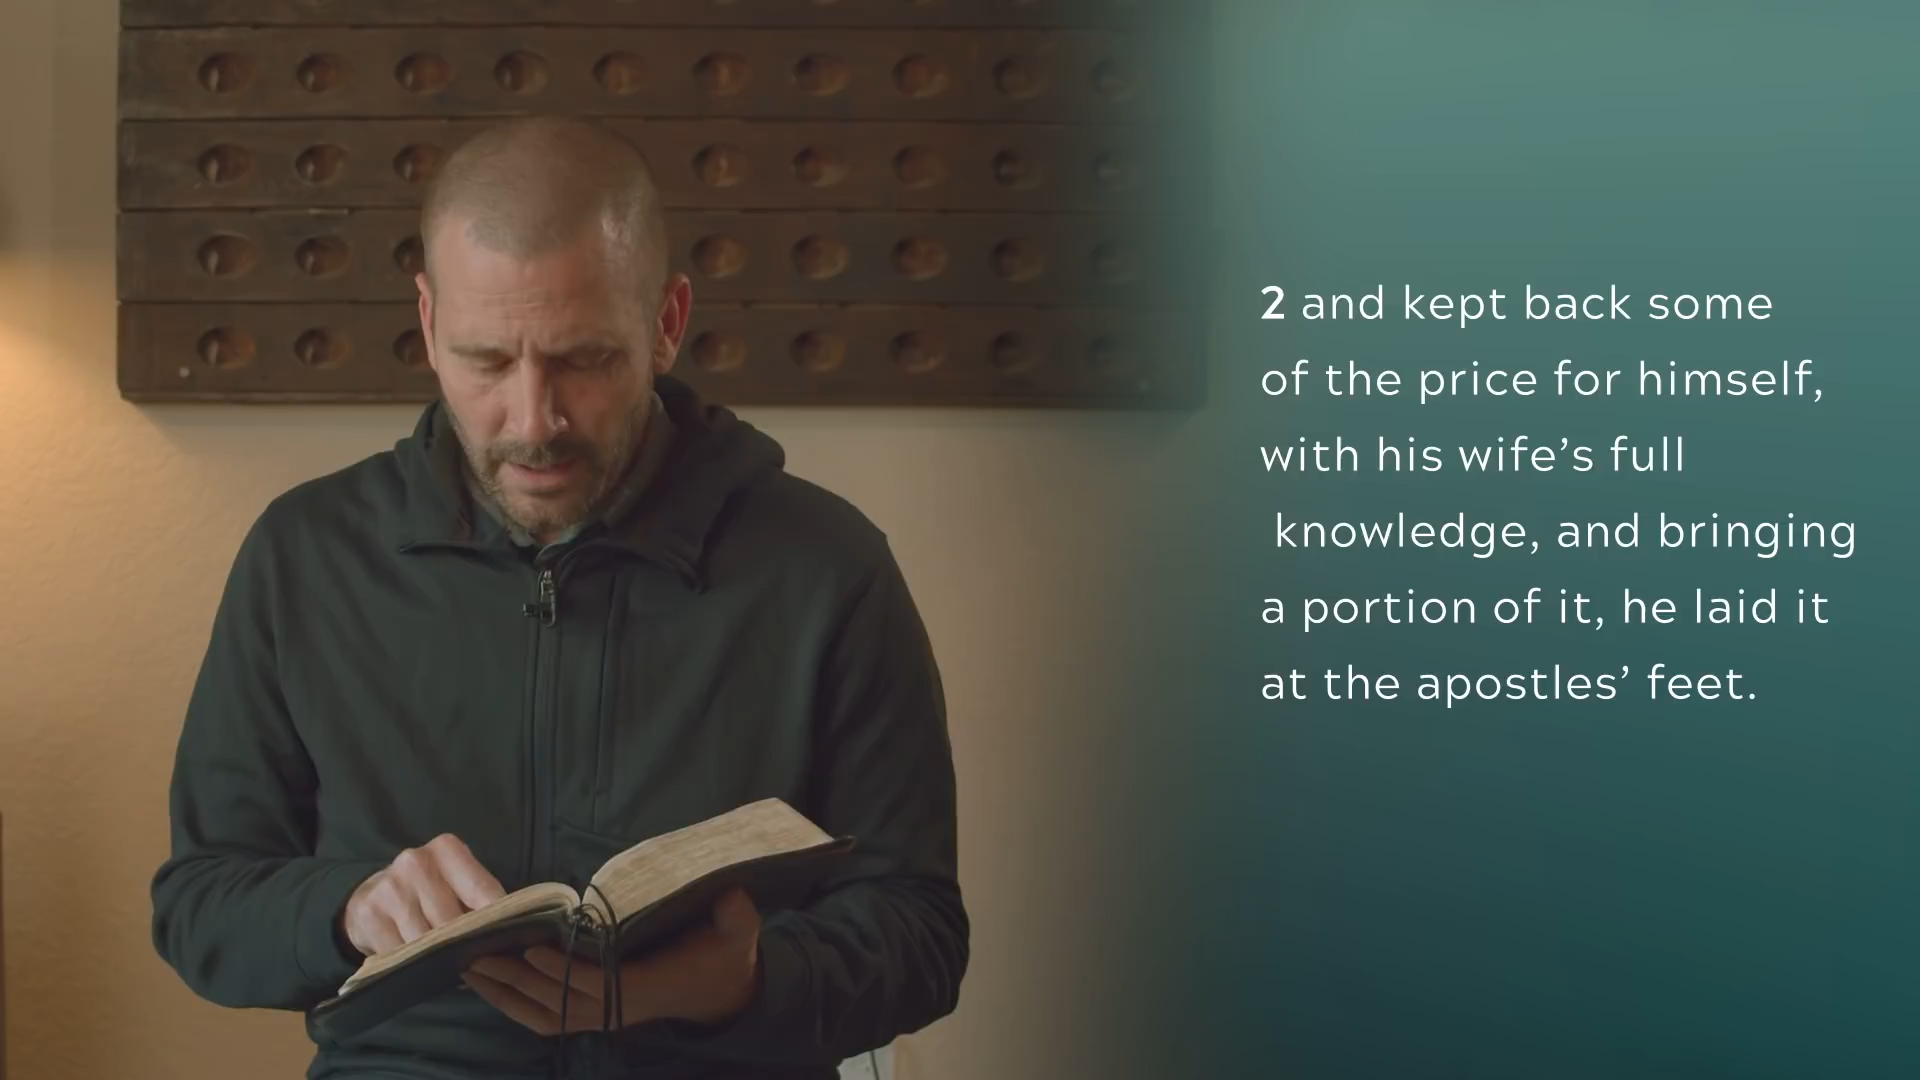 2 and kept back some
of the price for himself,
with his wife’s full
knowledge, and bringing
a portion of it, he laid it
at the apostles’ feet.